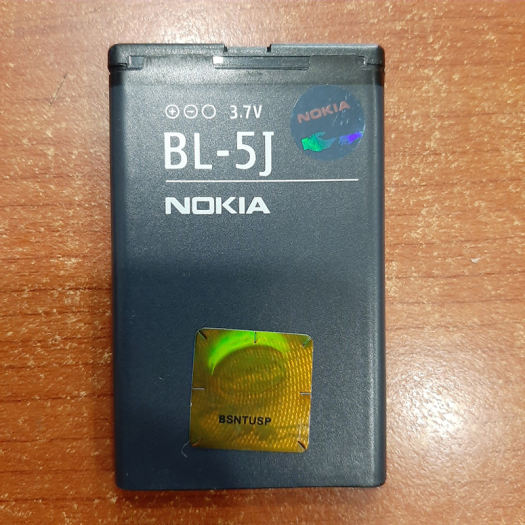 ⊕⊖○ 3.7V
NOKIA
BL-5J
NOKIA
BSNTUSP